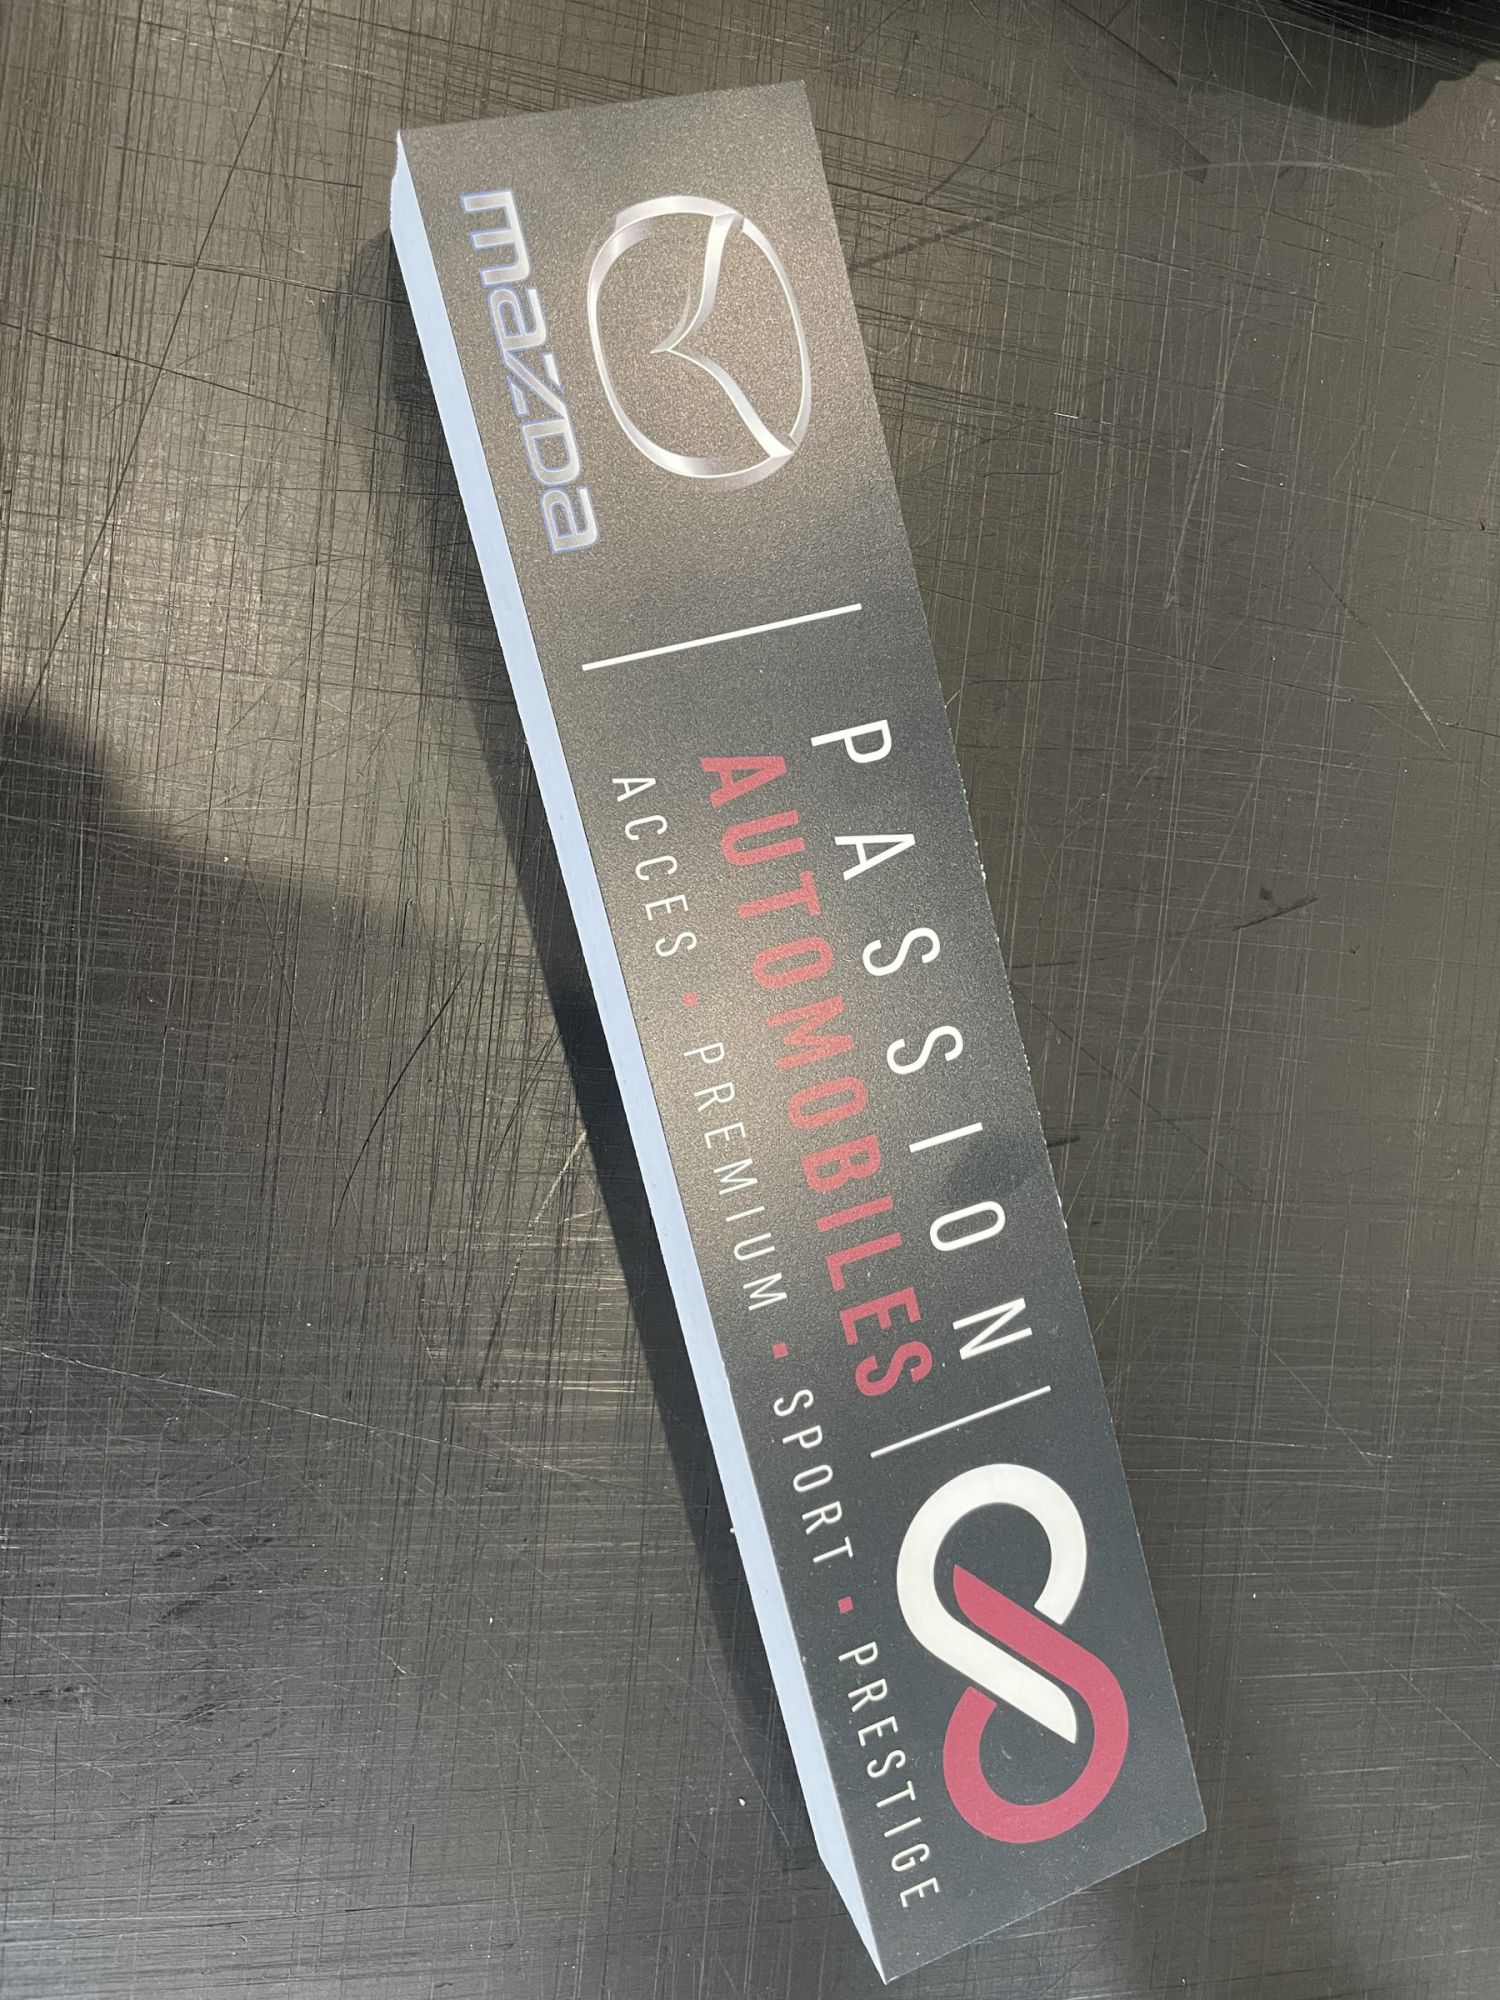 mazda
PASSION
AUTOMOBILES
ACCES · PREMIUM · SPORT · PRESTIGE